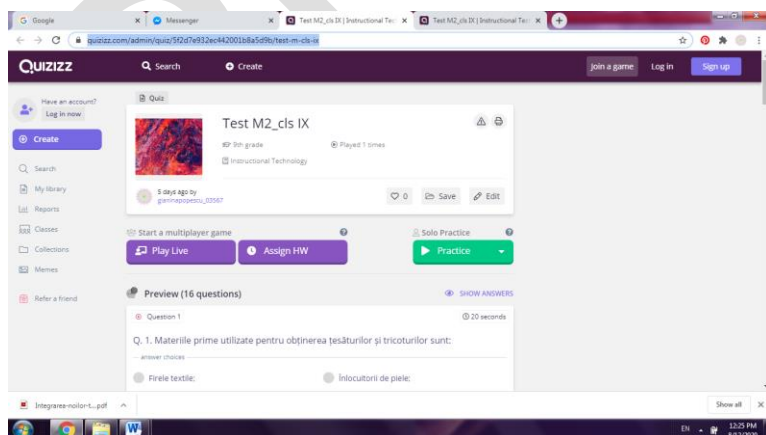 Google
Messenger
Test M2_cls IX | Instructional Tec
Test M2_cls IX | Instructional Tec
quizizz.com/admin/quiz/5f2d7e932ec442001b8a5d9b/test-m-cls-ix
Quizizz
Search
Create
Join a game
Log in
Sign up
Have an account?
Log in now
Create
Search
My library
Reports
Classes
Collections
Memes
Refer a friend
Quiz
Test M2_cls IX
9th grade
Played 1 times
Instructional Technology
5 days ago by
0
Save
Edit
Start a multiplayer game
Solo Practice
Play Live
Assign HW
Practice
Preview (16 questions)
SHOW ANSWERS
Question 1
20 seconds
Q. 1. Materiile prime utilizate pentru obținerea țesăturilor și tricoturilor sunt:
answer choices
Firele textile;
Înlocuitorii de piele;
Integrarea-noilor-t....pdf
Show all
EN
12:25 PM